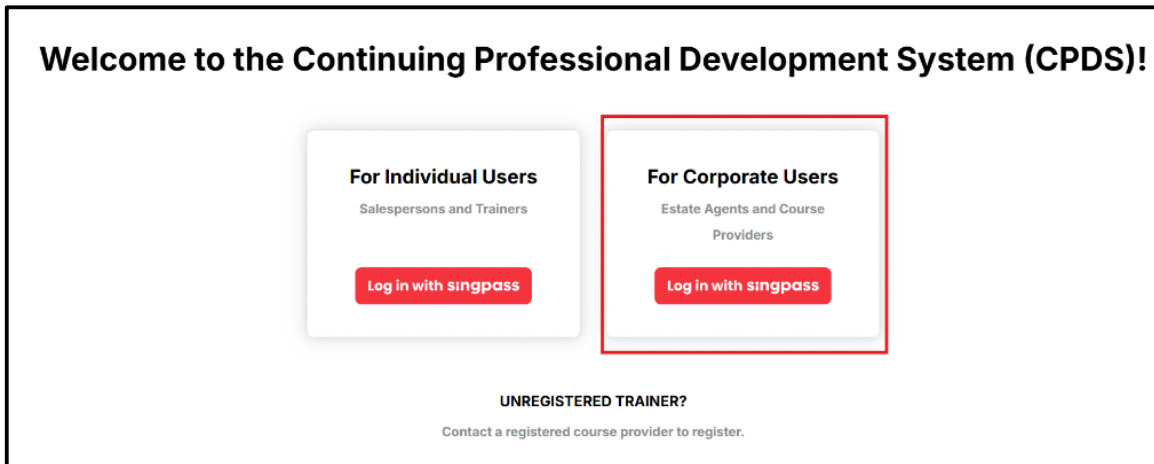 Welcome to the Continuing Professional Development System (CPDS)!
For Individual Users
Salespersons and Trainers
Log in with singpass
For Corporate Users
Estate Agents and Course
Providers
Log in with singpass
UNREGISTERED TRAINER?
Contact a registered course provider to register.